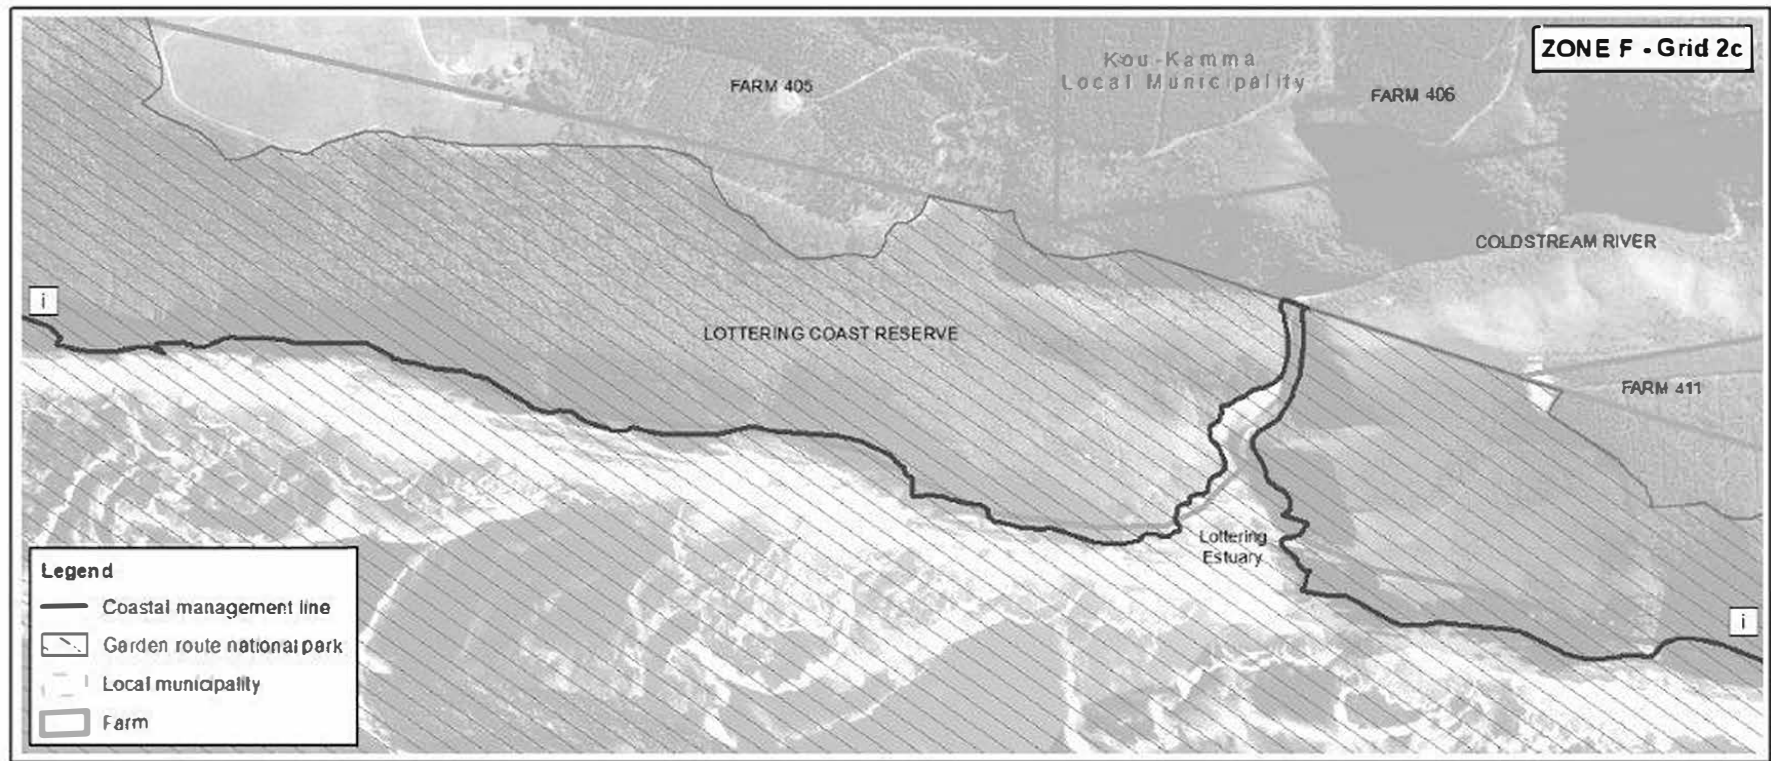 ZONE F - Grid 2c
Kou-Kamma
Local Municipality
FARM 405
FARM 406
COLDSTREAM RIVER
i
LOTTERING COAST RESERVE
FARM 411
Lottering
Estuary
i
Legend
Coastal management line
Garden route national park
Local municipality
Farm